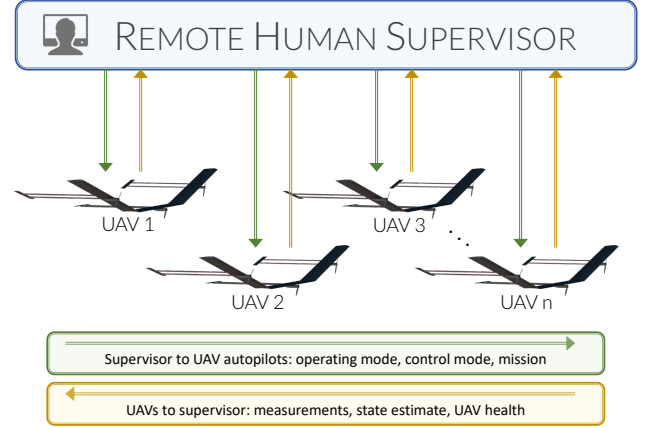 REMOTE HUMAN SUPERVISOR
UAV 1
UAV 3
UAV 2
UAV n
Supervisor to UAV autopilots: operating mode, control mode, mission
UAVs to supervisor: measurements, state estimate, UAV health